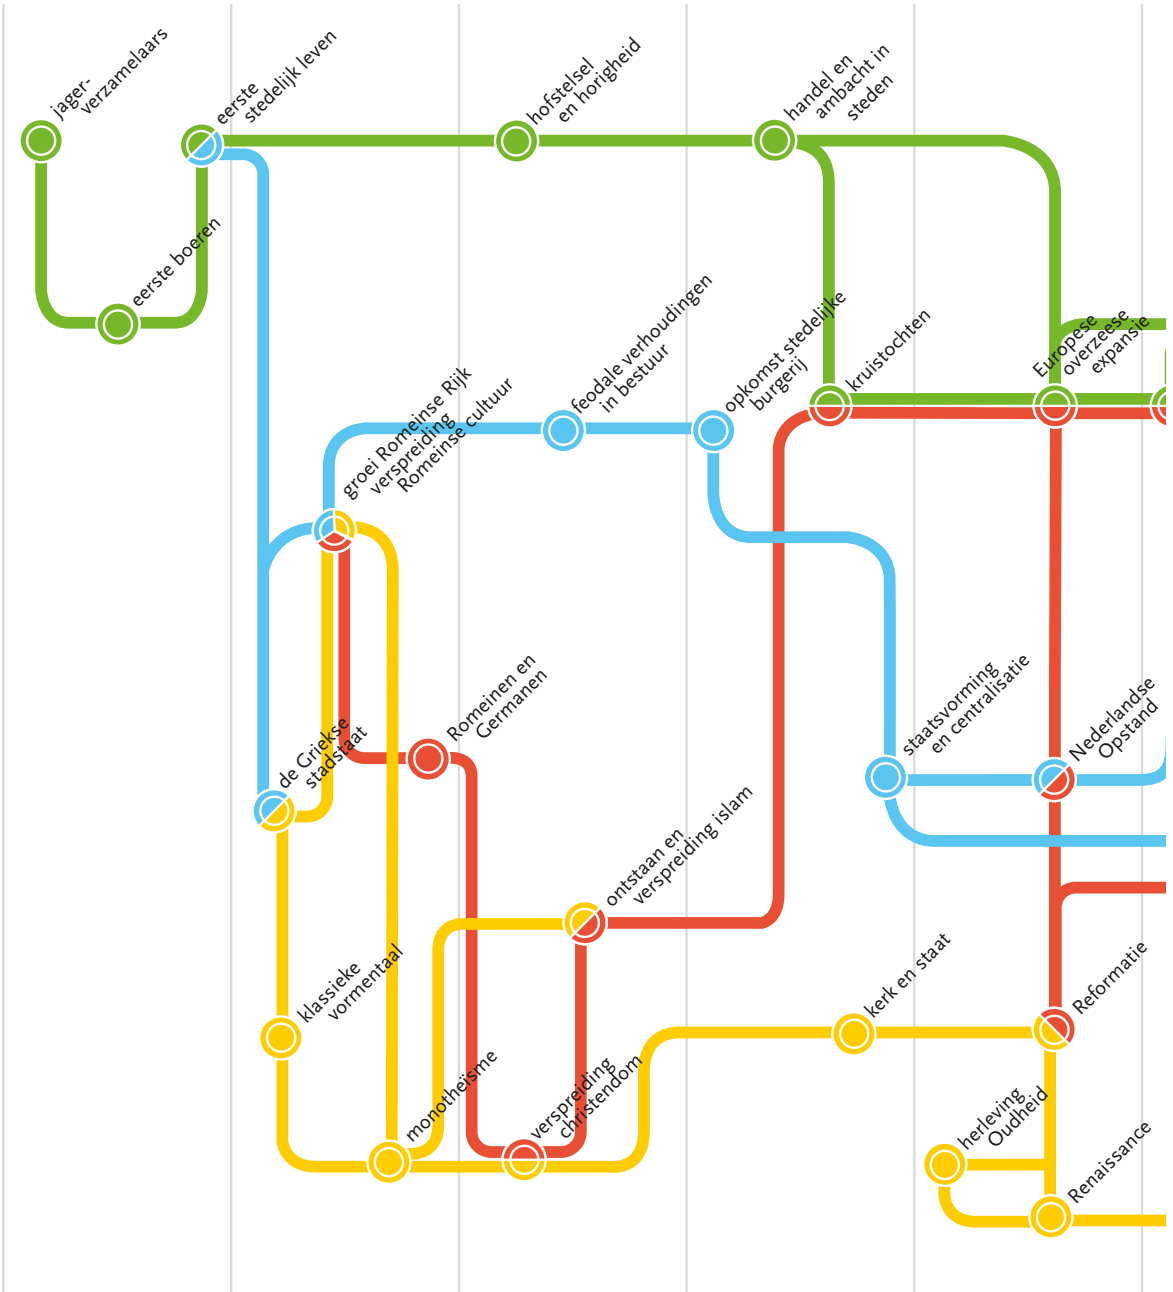 jager-
verzamelaars
eerste
stedelijk leven
hofstelsel
en horigheid
handel en
ambacht in
steden
eerste boeren
feodale verhoudingen
in bestuur
opkomst stedelijke
burgerij
kruistochten
Europese
overzeese
expansie
groei Romeinse Rijk
verspreiding
Romeinse cultuur
Romeinen en
Germanen
staatsvorming
en centralisatie
Nederlandse
Opstand
de Griekse
stadstaat
ontstaan en
verspreiding islam
klassieke
vormentaal
kerk en staat
Reformatie
monotheïsme
verspreiding
christendom
herleving
Oudheid
Renaissance